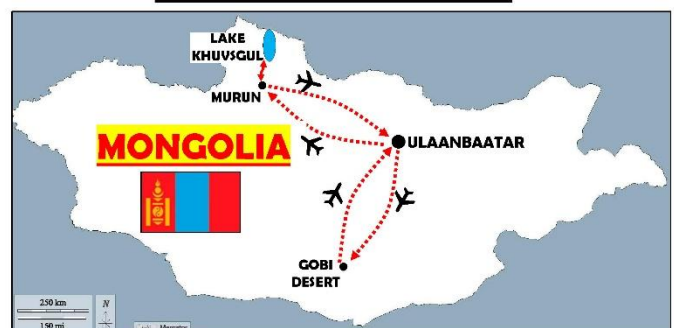 LAKE
KHUVSGUL
MURUN
MONGOLIA
ULAANBAATAR
GOBI
DESERT
250 km
150 mi
N